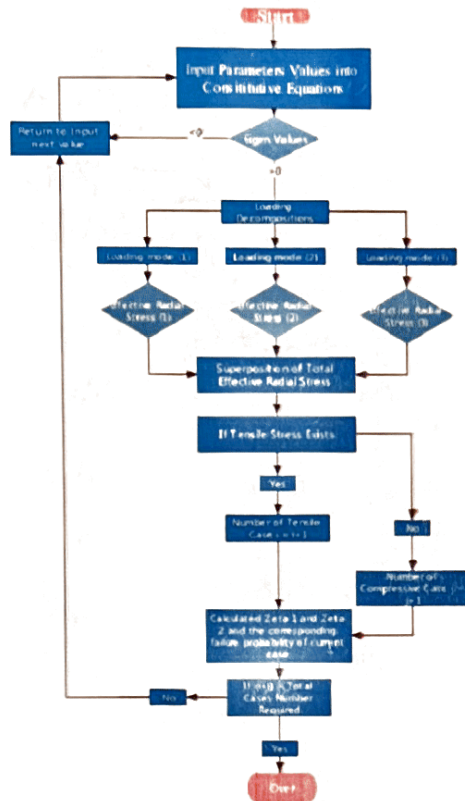 Start
Input Parameters Values into
Constitutive Equations
Return to Input
next value
<0
Eigen Values
>0
Loading
Decompositions
Loading mode (1)
Loading mode (2)
Loading mode (3)
Effective Radial
Stress (1)
Effective Radial
Stress (2)
Effective Radial
Stress (3)
Superposition of Total
Effective Radial Stress
If Tensile Stress Exists
Yes
No
Number of Tensile
Case
Number of
Compressive Case
Calculated Zeta 1 and Zeta
2 and the corresponding
failure probability of current
case
No
If Total
Cases Number
Required
Yes
Over